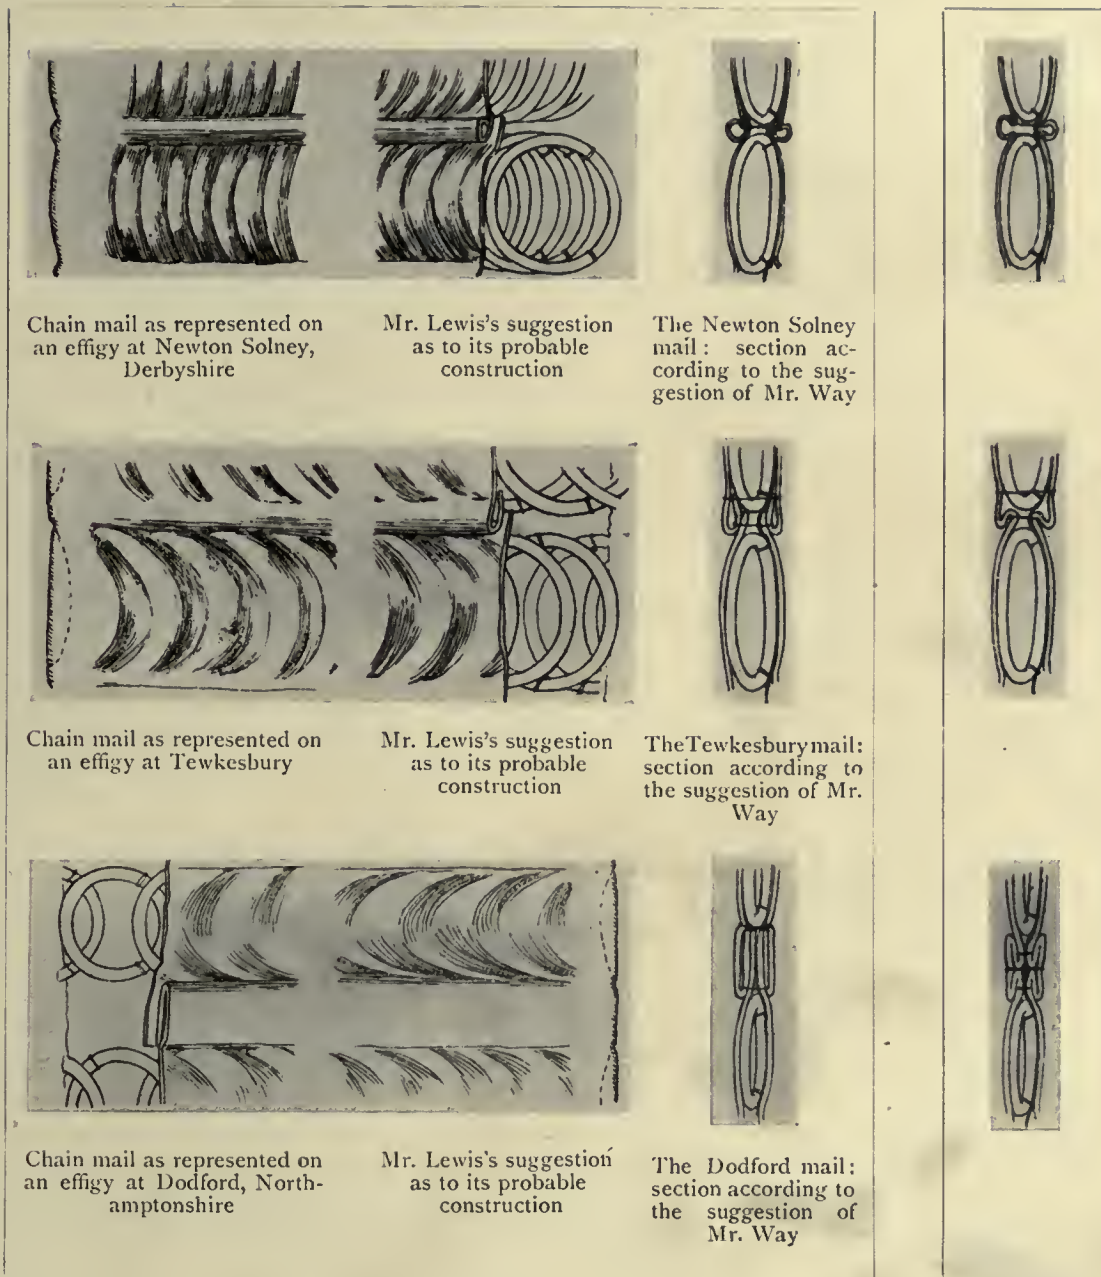 Chain mail as represented on
an effigy at Newton Solney,
Derbyshire
Mr. Lewis's suggestion
as to its probable
construction
The Newton Solney
mail : section ac-
cording to the sug-
gestion of Mr. Way
Chain mail as represented on
an effigy at Tewkesbury
Mr. Lewis's suggestion
as to its probable
construction
The Tewkesbury mail:
section according to
the suggestion of Mr.
Way
Chain mail as represented on
an effigy at Dodford, North-
amptonshire
Mr. Lewis's suggestion
as to its probable
construction
The Dodford mail:
section according to
the suggestion of
Mr. Way